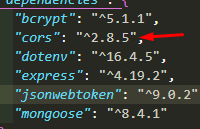 dependencies
"bcrypt": "^5.1.1",
"cors": "^2.8.5",
"dotenv": "^16.4.5",
"express": "^4.19.2",
"jsonwebtoken": "^9.0.2"
"mongoose": "^8.4.1"